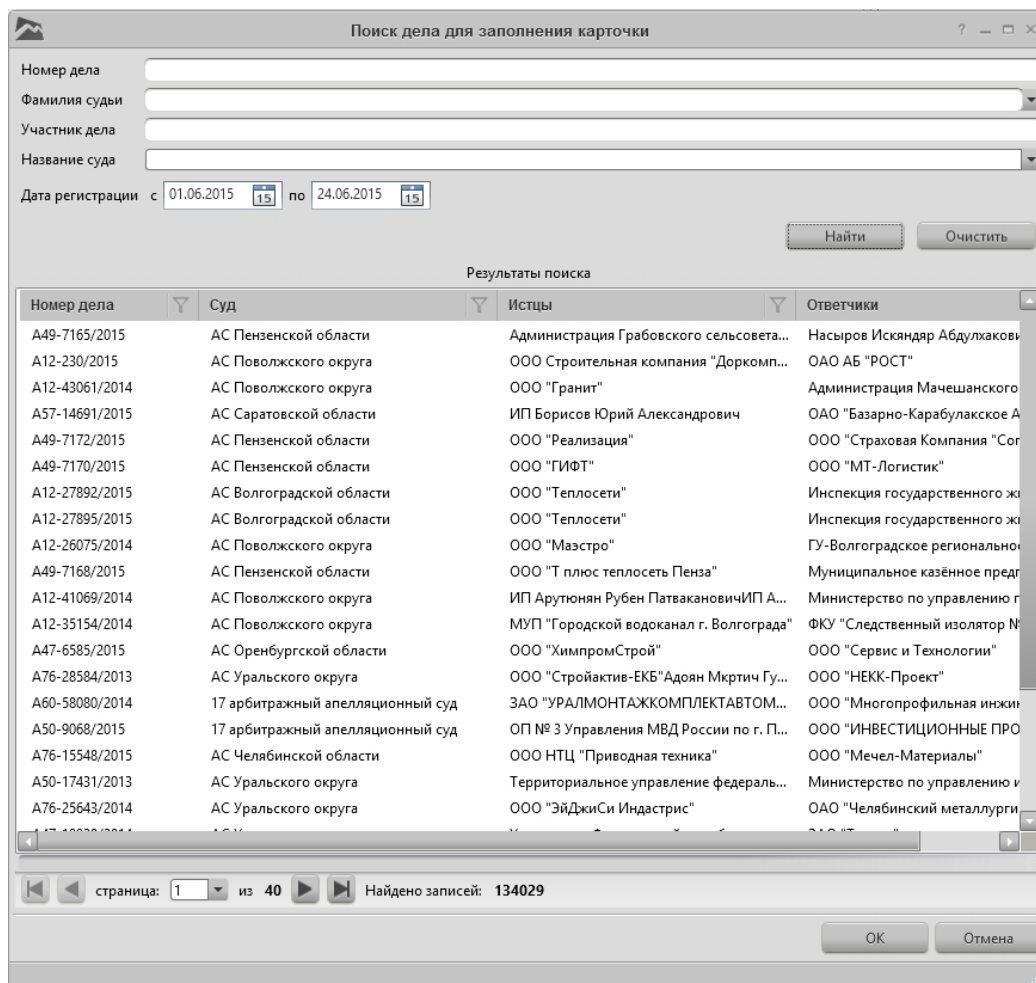 Поиск дела для заполнения карточки
Номер дела
Фамилия судьи
Участник дела
Название суда
Дата регистрации с 01.06.2015 15 по 24.06.2015 15
Найти Очистить
Результаты поиска
Номер дела Суд Истцы Ответчики
А49-7165/2015 АС Пензенской области Администрация Грабовского сельсовета... Насыров Искяндяр Абдулхакови
А12-230/2015 АС Поволжского округа ООО Строительная компания "Доркомп... ОАО АБ "РОСТ"
А12-43061/2014 АС Поволжского округа ООО "Гранит" Администрация Мачешанского
А57-14691/2015 АС Саратовской области ИП Борисов Юрий Александрович ОАО "Базарно-Карабулакское А
А49-7172/2015 АС Пензенской области ООО "Реализация" ООО "Страховая Компания "Сог
А49-7170/2015 АС Пензенской области ООО "ГИФТ" ООО "МТ-Логистик"
А12-27892/2015 АС Волгоградской области ООО "Теплосети" Инспекция государственного жи
А12-27895/2015 АС Волгоградской области ООО "Теплосети" Инспекция государственного жи
А12-26075/2014 АС Поволжского округа ООО "Маэстро" ГУ-Волгоградское регионально
А49-7168/2015 АС Пензенской области ООО "Т плюс теплосеть Пенза" Муниципальное казённое предп
А12-41069/2014 АС Поволжского округа ИП Арутюнян Рубен ПатвакановичИП А... Министерство по управлению г
А12-35154/2014 АС Поволжского округа МУП "Городской водоканал г. Волгограда" ФКУ "Следственный изолятор №
А47-6585/2015 АС Оренбургской области ООО "ХимпромСтрой" ООО "Сервис и Технологии"
А76-28584/2013 АС Уральского округа ООО "Стройактив-ЕКБ"Адоян Мкртич Гу... ООО "НЕКК-Проект"
А60-58080/2014 17 арбитражный апелляционный суд ЗАО "УРАЛМОНТАЖКОМПЛЕКТАВТОМ... ООО "Многопрофильная инжин
А50-9068/2015 17 арбитражный апелляционный суд ОП № 3 Управления МВД России по г. П... ООО "ИНВЕСТИЦИОННЫЕ ПРО
А76-15548/2015 АС Челябинской области ООО НТЦ "Приводная техника" ООО "Мечел-Материалы"
А50-17431/2013 АС Уральского округа Территориальное управление федераль... Министерство по управлению и
А76-25643/2014 АС Уральского округа ООО "ЭйДжиСи Индастрис" ОАО "Челябинский металлурги
страница: 1 из 40 Найдено записей: 134029
ОК Отмена